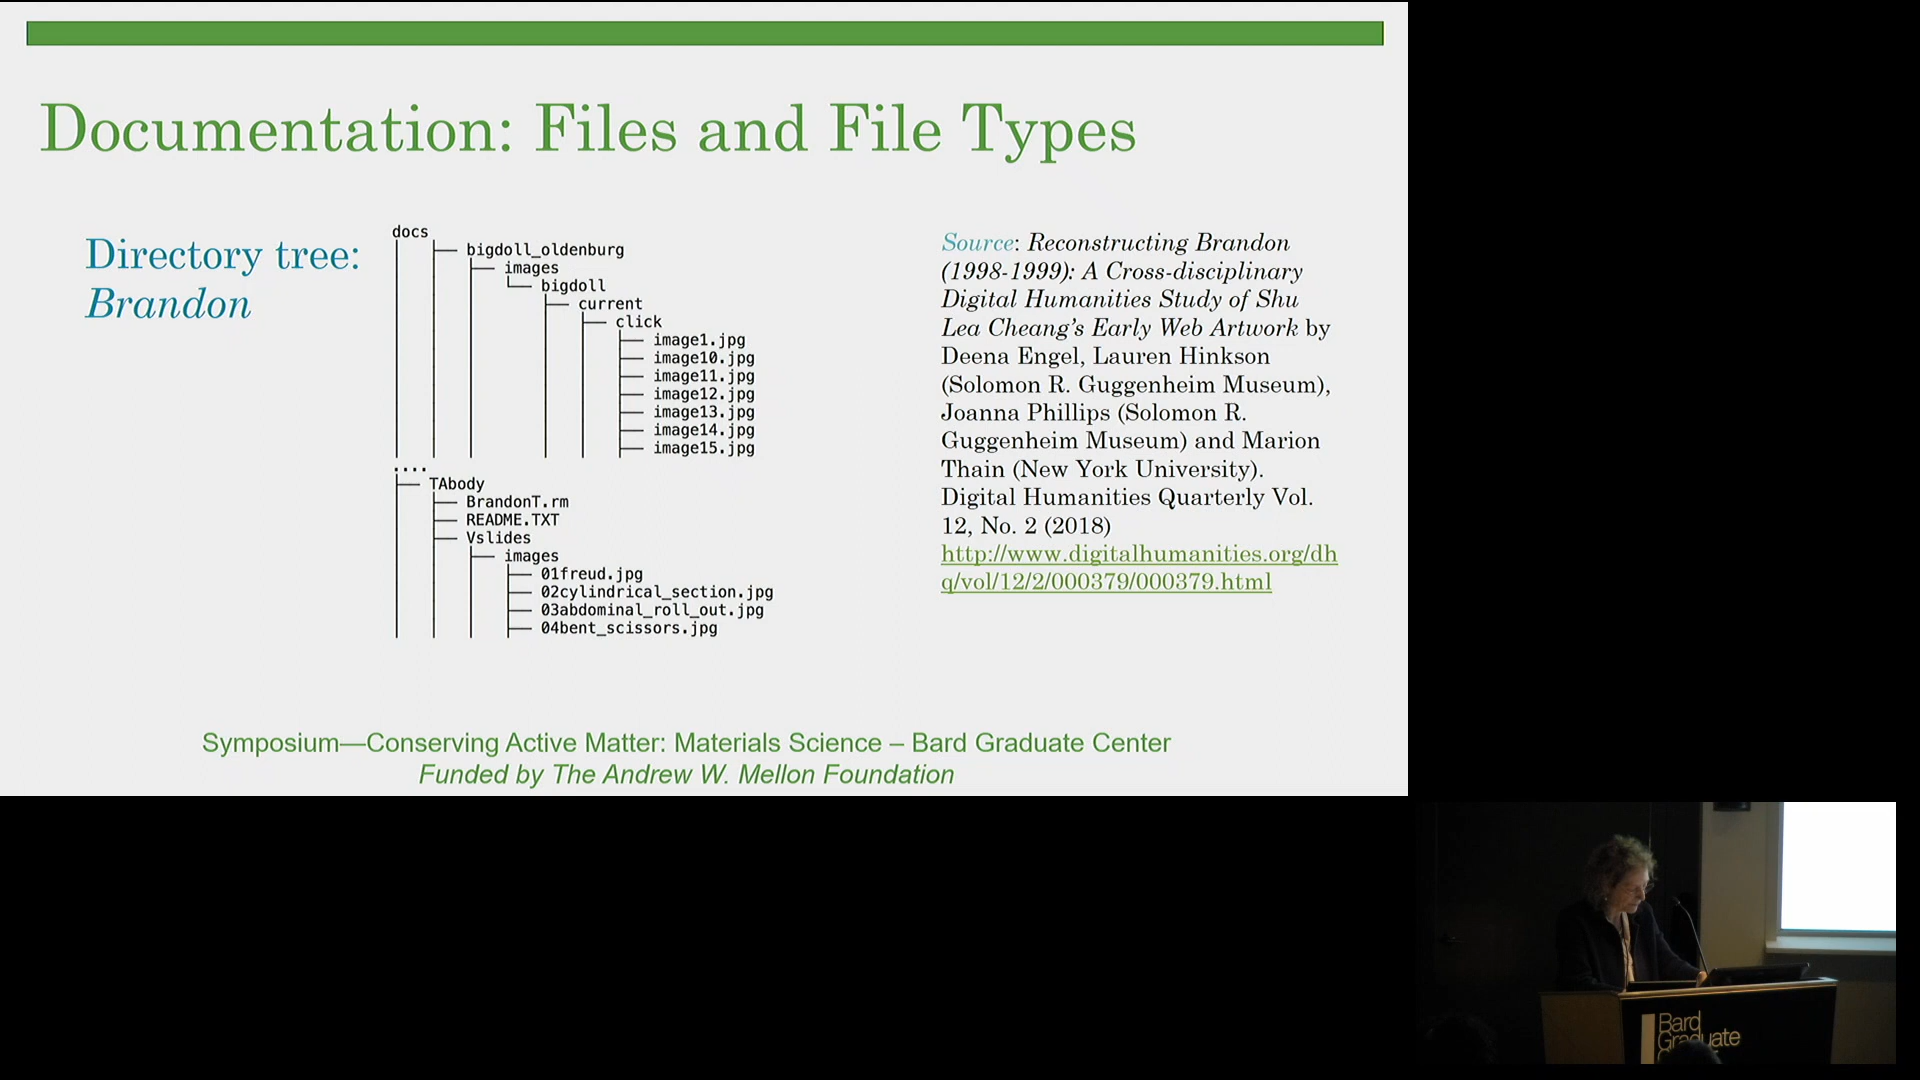 Documentation: Files and File Types
Directory tree:
Brandon
docs
bigdoll_oldenburg
images
bigdoll
current
click
image1.jpg
image10.jpg
image11.jpg
image12.jpg
image13.jpg
image14.jpg
image15.jpg
....
TAbody
BrandonT.rm
README.TXT
Vslides
images
01freud.jpg
02cylindrical_section.jpg
03abdominal_roll_out.jpg
04bent_scissors.jpg
Source: Reconstructing Brandon
(1998-1999): A Cross-disciplinary
Digital Humanities Study of Shu
Lea Cheang's Early Web Artwork by
Deena Engel, Lauren Hinkson
(Solomon R. Guggenheim Museum),
Joanna Phillips (Solomon R.
Guggenheim Museum) and Marion
Thain (New York University).
Digital Humanities Quarterly Vol.
12, No. 2 (2018)
http://www.digitalhumanities.org/dh
q/vol/12/2/000379/000379.html
Symposium—Conserving Active Matter: Materials Science – Bard Graduate Center
Funded by The Andrew W. Mellon Foundation
Bard
Graduate